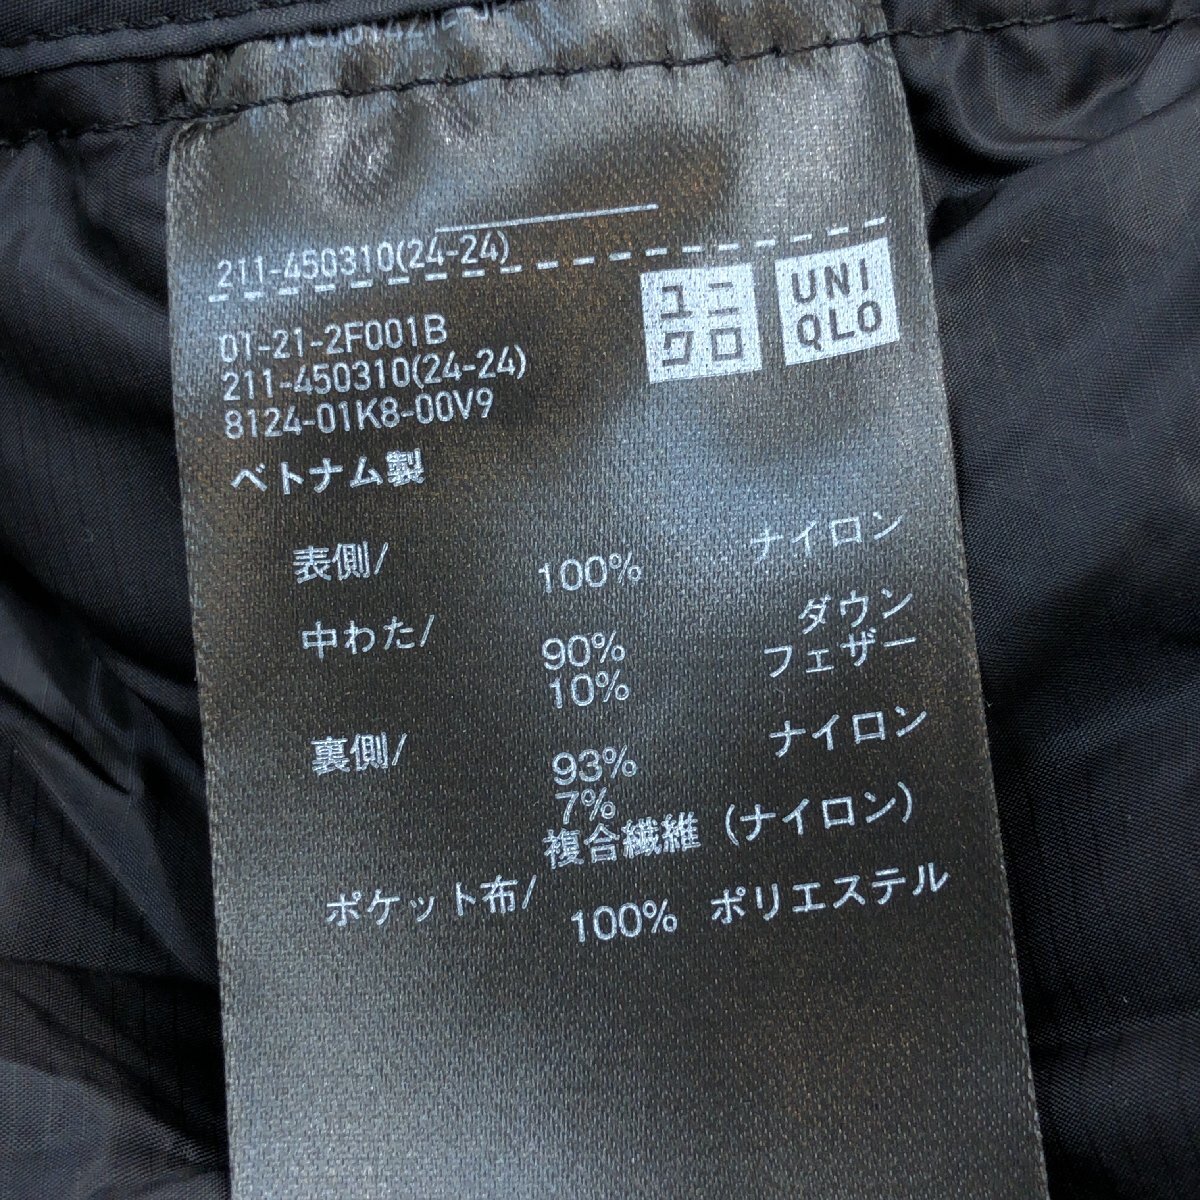 211-450310(24-24)
ユニ
クロ
UNI
QLO
01-21-2F001B
211-450310(24-24)
8124-01K8-00V9
ベトナム製
表側/
100% ナイロン
中わた/
90% ダウン
10% フェザー
裏側/
93% ナイロン
7%
複合繊維 (ナイロン)
ポケット布/
100% ポリエステル